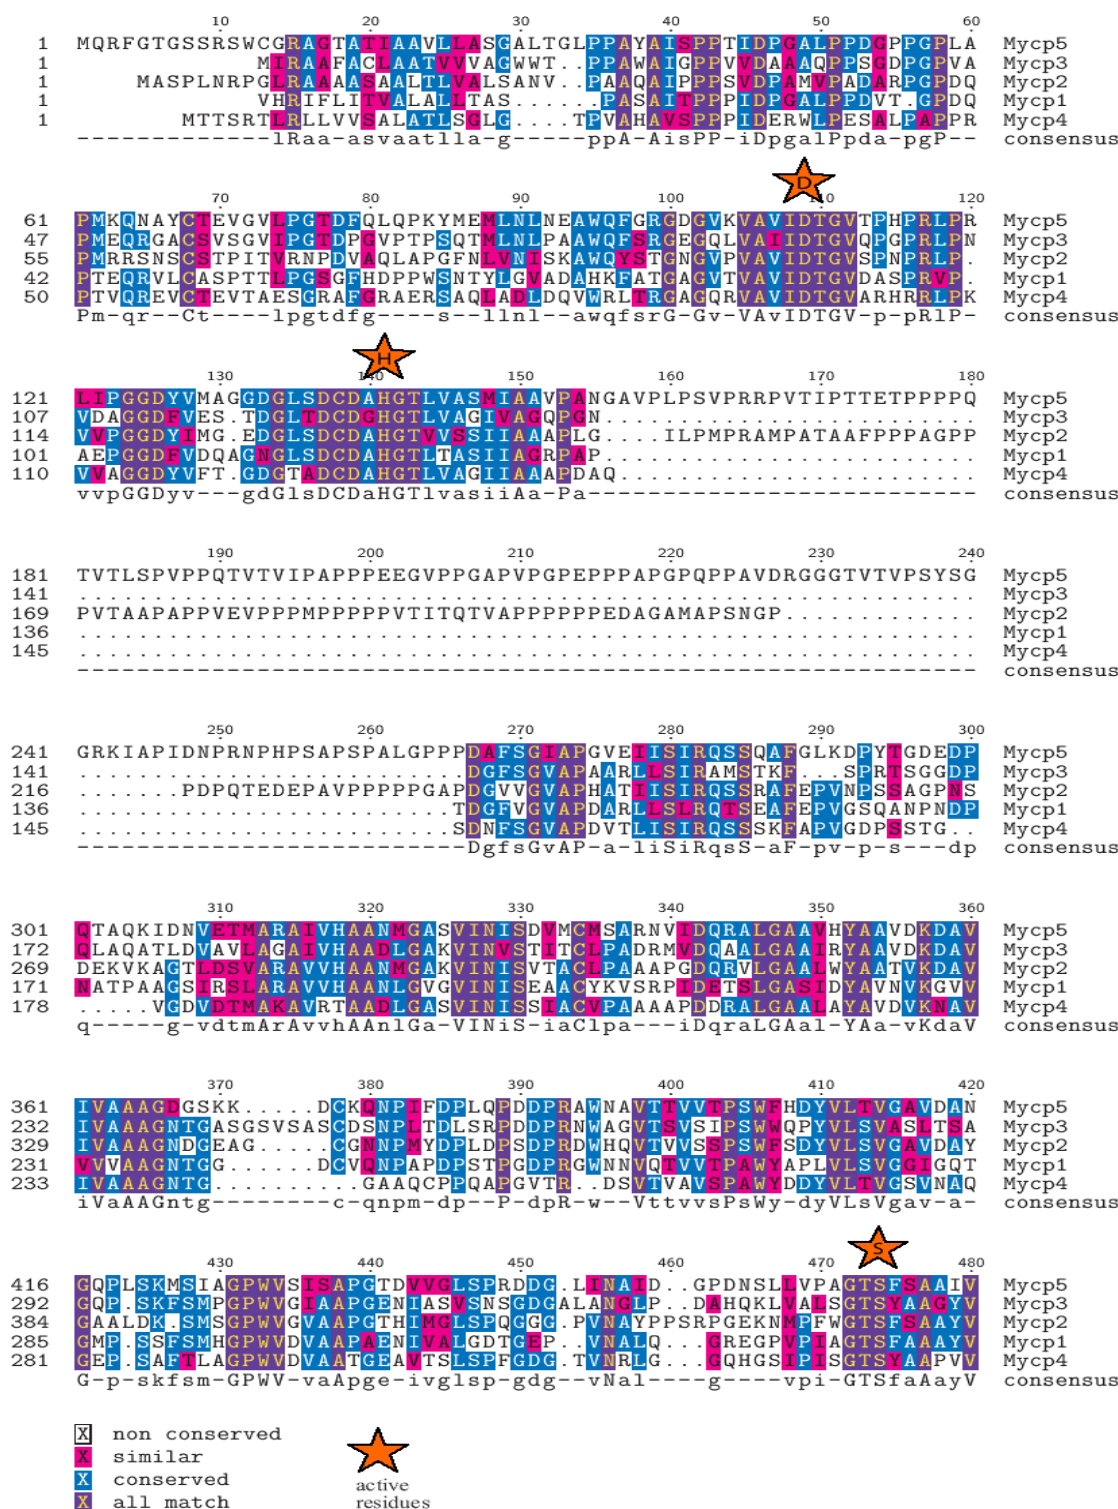 10 20 30 40 50 60
1 MQRFGTGSSRSWCGRAGTATIAAVLLASGALTGLPPAYAISPPTIDPGALPPDGPPGPLA Mycp5
1 MIRAAFACLAATVVVAGWWT..PPAWAIGPPVVDAAAQPPSGDPGPVA Mycp3
1 MASPLNRPGLRAAAASAALTLVALSANV..PAAQAIPPPSVDPAMVPADARPGPDQ Mycp2
1 VHRIFLITVALALLTAS......PASAITPPPIDPGALPPDVT.GPDQ Mycp1
1 MTTSRTLRLLVVSALATLSGLG....TPVAHAVSPPPIDERWLPESALPAPPR Mycp4
-------------lRaa-asvaatlla-g-------ppA-AisPP-iDpgalPpda-pgP-- consensus
D
70 80 90 100 110 120
61 PMKQNAYCTEVGVLPGTDFQLQPKYMEMLNLNEAWQFGRGDGVKVAVIDTGVTPHPRLPR Mycp5
47 PMEQRGACSVSGVIPGTDPGVPTPSQTMLNLPAAWQFSRGEGQLVAIIDTGVQPGPRLPN Mycp3
55 PMRRSNSCSTPITVRNPDVAQLAPGFNLVNISKAWQYSTGNGVPVAVIDTGVSPNPRLP. Mycp2
42 PTEQRVLCASPTTLPGSGFHDPPWSNTYLGVADAHKFATGAGVTVAVIDTGVDASPRVP. Mycp1
50 PTVQREVCTEVTAESGRAFGRAERSAQLADLDQVWRLTRGAGQRVAVIDTGVARHRRLPK Mycp4
Pm-qr--Ct----lpgtdfg----s--llnl--awqfsrG-Gv-VAvIDTGV-p-pRlP- consensus
H
130 140 150 160 170 180
121 LIPGGDYVMAGGDGLSDCDAHGTLVASMIAAVPANGAVPLPSVPRRPVTIPTTETPPPPQ Mycp5
107 VDAGGDFVES.TDGLTDCDGHGTLVAGIVAGQPGN......................... Mycp3
114 VVPGGDYIMG.EDGLSDCDAHGTVVSSIIAAAPLG....ILPMPRAMPATAAFPPPAGPP Mycp2
101 AEPGGDFVDQAGNGLSDCDAHGTLTASIIAGRPAP......................... Mycp1
110 VVAGGDYVFT.GDGTADCDAHGTLVAGIIAAAPDAQ........................ Mycp4
vvpGGDyv---gdGlsDCDaHGTlvasiiAa-Pa-------------------------- consensus
190 200 210 220 230 240
181 TVTLSPVPPQTVTVIPAPPPEEGVPPGAPVPGPEPPPAPGPQPPAVDRGGGTVTVPSYSG Mycp5
141 ............................................................ Mycp3
169 PVTAAPAPPVEVPPPMPPPPPVTITQTVAPPPPPPEDAGAMAPSNGP............. Mycp2
136 ............................................................ Mycp1
145 ............................................................ Mycp4
------------------------------------------------------------ consensus
250 260 270 280 290 300
241 GRKIAPIDNPRNPHPSAPSPALGPPPDAFSGIAPGVEIISIRQSSQAFGLKDPYTGDEDP Mycp5
141 ..........................DGFSGVAPAARLLSIRAMSTKF...SPRTSGGDP Mycp3
216 .......PDPQTEDEPAVPPPPPGAPDGVVGVAPHATIISIRQSSRAFEPVNPSSAGPNS Mycp2
136 .........................TDGFVGVAPDARLLSLRQTSEAFEPVGSQANPNDP Mycp1
145 .........................SDNFSGVAPDVTLISIRQSSSKFAPVGDPSSTG.. Mycp4
--------------------------DgfsGvAP-a-liSiRqsS-aF-pv-p-s---dp consensus
310 320 330 340 350 360
301 QTAQKIDNVETMARAIVHAANMGASVINISDVMCMSARNVIDQRALGAAVHYAAVDKDAV Mycp5
172 QLAQATLDVAVLAGAIVHAADLGAKVINVSTITCLPADRMVDQAALGAAIRYAAVDKDAV Mycp3
269 DEKVKAGTLDSVARAVVHAANMGAKVINISVTACLPAAAPGDQRVLGAALWYAATVKDAV Mycp2
171 NATPAAGSIRSLARAVVHAANLGVGVINISEAACYKVSRPIDETSLGASIDYAVNVKGVV Mycp1
178 .....VGDVDTMAKAVRTAADLGASVINISSIACVPAAAAPDDRALGAALAYAVDVKNAV Mycp4
q-----g-vdtmArAvvhAAnlGa-VINiS-iaClpa---iDqraLGAal-YAa-vKdaV consensus
370 380 390 400 410 420
361 IVAAAGDGSKK.....DCKQNPIFDPLQPDDPRAWNAVTTVVTPSWFHDYVLTVGAVDAN Mycp5
232 IVAAAGNTGASGSVSASCDSNPLTDLSRPDDPRNWAGVTSVSIPSWWQPYVLSVASLTSA Mycp3
329 IVAAAGNDGEAG.....CGNNPMYDPLDPSDPRDWHQVTVVSSPSWFSDYVLSVGAVDAY Mycp2
231 VVVAAGNTGG......DCVQNPAPDPSTPGDPRGWNNVQTVVTPAWYAPLVLSVGGIGQT Mycp1
233 IVAAAGNTG.........GAAQCPPQAPGVTR..DSVTVAVSPAWYDDYVLTVGSVNAQ Mycp4
iVaAAGntg---------c-qnpm-dp--P-dpR-w--VttvvsPsWy-dyVLsVgav-a- consensus
S
430 440 450 460 470 480
416 GQPLSKMSIAGPWVSISAPGTDVVGLSPRDDG.LINAID..GPDNSLLVPAGTSFSAAIV Mycp5
292 GQP.SKFSMPGPWVGIAAPGENIASVSNSGDGALANGLP..DAHQKLVALSGTSYAAGYV Mycp3
384 GAALDK.SMSGPWVGVAAPGTHIMGLSPQGGG.PVNAYPPSRPGEKNMPFWGTSFSAAYV Mycp2
285 GMP.SSFSMHGPWVDVAAPAENIVALGDTGEP..VNALQ...GREGPVPIAGTSFAAAYV Mycp1
281 GEP.SAFTLAGPWVDVAATGEAVTSLSPFGDG.TVNRLG...GQHGSIPISGTSYAAPVV Mycp4
G-p-skfsm-GPWV-vaApge-ivglsp-gdg--vNal----g----vpi-GTSfaAayV consensus
X non conserved
X similar
X conserved
X all match
active
residues